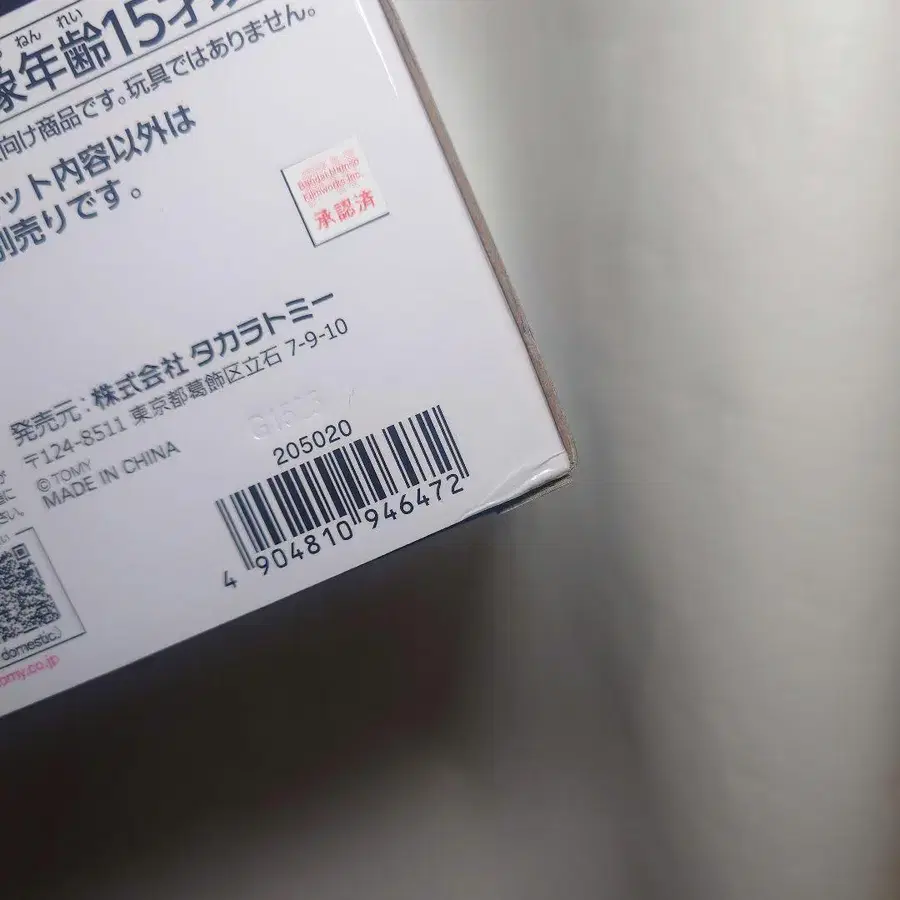 ねん れい
象年齢15才以
向け商品です。玩具ではありません。
ット内容以外は
別売りです。
Bandai Namco
Filmworks Inc.
承認済
発売元：株式会社 タカラトミー
〒124-8511 東京都葛飾区立石 7-9-10
© TOMY
MADE IN CHINA
205020
4 904810 946472
domestic.)
omy.co.jp